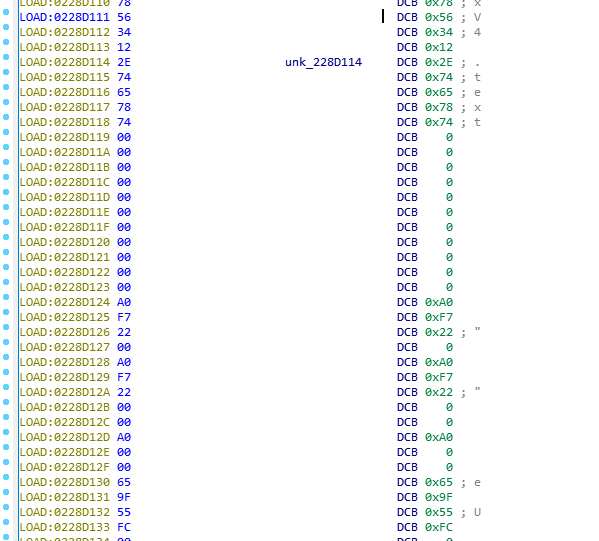 LOAD:0228D110 78 DCB 0x78 ; x
LOAD:0228D111 56 DCB 0x56 ; V
LOAD:0228D112 34 DCB 0x34 ; 4
LOAD:0228D113 12 DCB 0x12
LOAD:0228D114 2E unk_228D114 DCB 0x2E ; .
LOAD:0228D115 74 DCB 0x74 ; t
LOAD:0228D116 65 DCB 0x65 ; e
LOAD:0228D117 78 DCB 0x78 ; x
LOAD:0228D118 74 DCB 0x74 ; t
LOAD:0228D119 00 DCB 0
LOAD:0228D11A 00 DCB 0
LOAD:0228D11B 00 DCB 0
LOAD:0228D11C 00 DCB 0
LOAD:0228D11D 00 DCB 0
LOAD:0228D11E 00 DCB 0
LOAD:0228D11F 00 DCB 0
LOAD:0228D120 00 DCB 0
LOAD:0228D121 00 DCB 0
LOAD:0228D122 00 DCB 0
LOAD:0228D123 00 DCB 0
LOAD:0228D124 A0 DCB 0xA0
LOAD:0228D125 F7 DCB 0xF7
LOAD:0228D126 22 DCB 0x22 ; "
LOAD:0228D127 00 DCB 0
LOAD:0228D128 A0 DCB 0xA0
LOAD:0228D129 F7 DCB 0xF7
LOAD:0228D12A 22 DCB 0x22 ; "
LOAD:0228D12B 00 DCB 0
LOAD:0228D12C 00 DCB 0
LOAD:0228D12D A0 DCB 0xA0
LOAD:0228D12E 00 DCB 0
LOAD:0228D12F 00 DCB 0
LOAD:0228D130 65 DCB 0x65 ; e
LOAD:0228D131 9F DCB 0x9F
LOAD:0228D132 55 DCB 0x55 ; U
LOAD:0228D133 FC DCB 0xFC
LOAD:0228D134 00 DCB 0